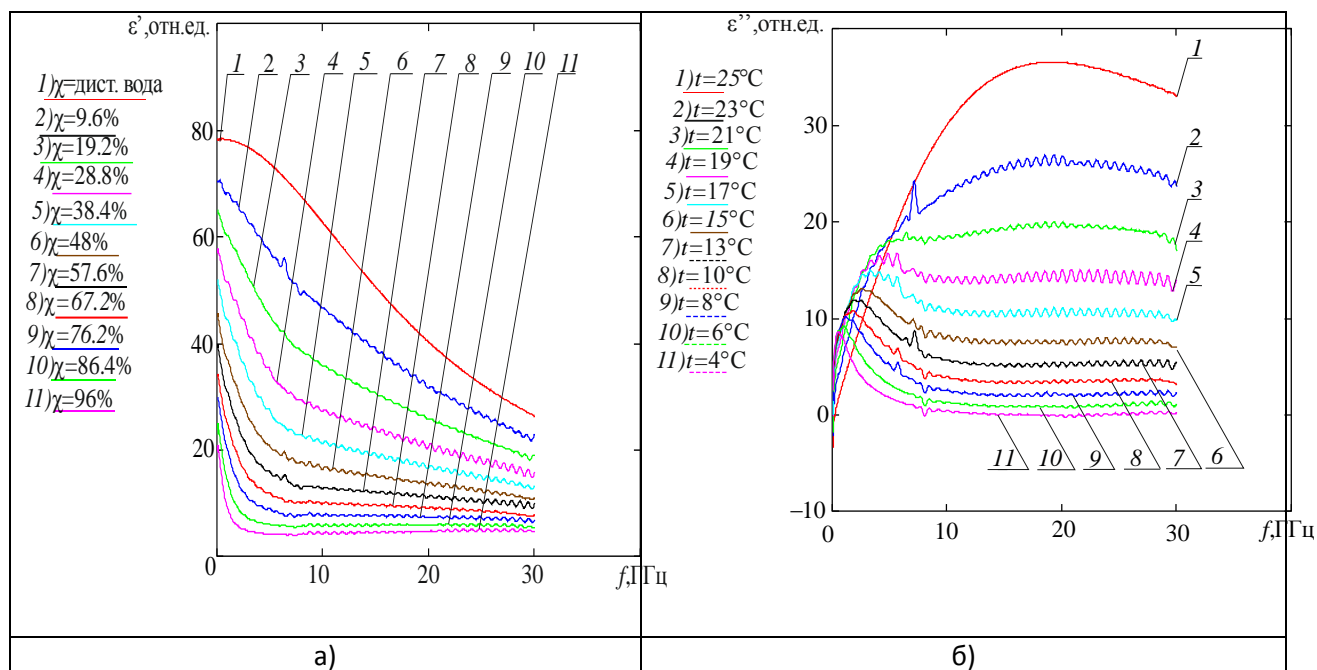 ε',отн.ед.
1 2 3 4 5 6 7 8 9 10 11
1)χ=дист. вода
2)χ=9.6%
3)χ=19.2%
4)χ=28.8%
5)χ=38.4%
6)χ=48%
7)χ=57.6%
8)χ=67.2%
9)χ=76.2%
10)χ=86.4%
11)χ=96%
80
60
40
20
0
10 20 30
f,ГГц
а)
ε'',отн.ед.
1)t=25°C
2)t=23°C
3)t=21°C
4)t=19°C
5)t=17°C
6)t=15°C
7)t=13°C
8)t=10°C
9)t=8°C
10)t=6°C
11)t=4°C
30
20
10
0
–10
1
2
3
4
5
11 10 9 8 7 6
0 10 20 30
f,ГГц
б)